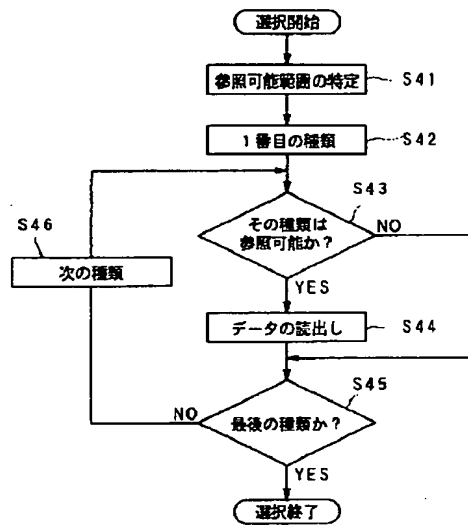 選択開始
参照可能範囲の特定
S41
1番目の種類
S42
S43
その種類は
参照可能か?
NO
S46
次の種類
YES
データの読出し
S44
S45
最後の種類か?
NO
YES
選択終了